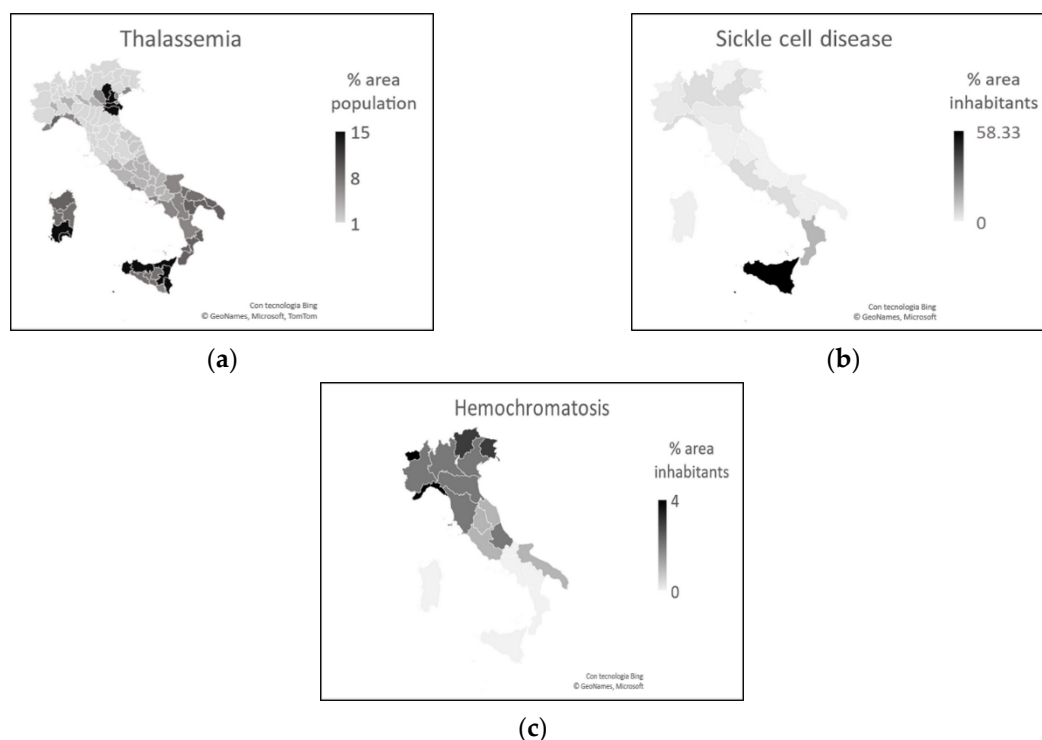 Thalassemia
% area
population
15
8
1
Con tecnologia Bing
© GeoNames, Microsoft, TomTom
(a)
Sickle cell disease
% area
inhabitants
58.33
0
Con tecnologia Bing
© GeoNames, Microsoft
(b)
Hemochromatosis
% area
inhabitants
4
0
Con tecnologia Bing
© GeoNames, Microsoft
(c)